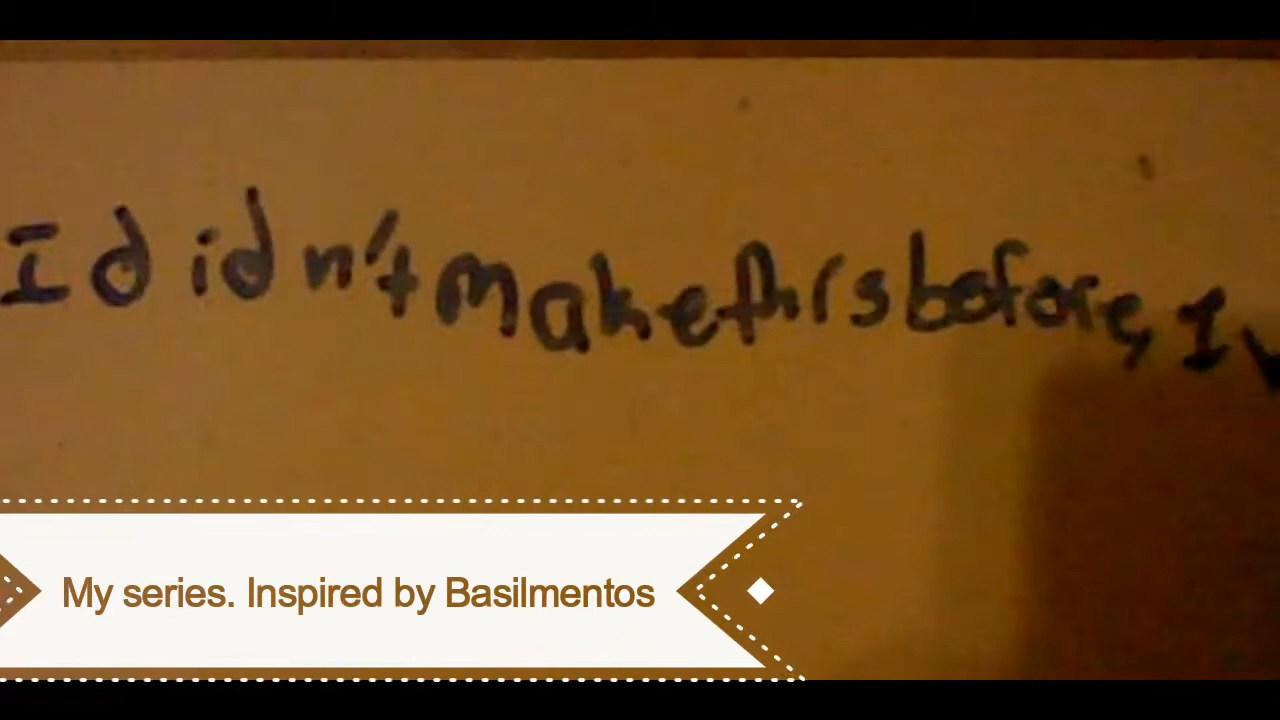 I didn't make this before, I
My series. Inspired by Basilmentos